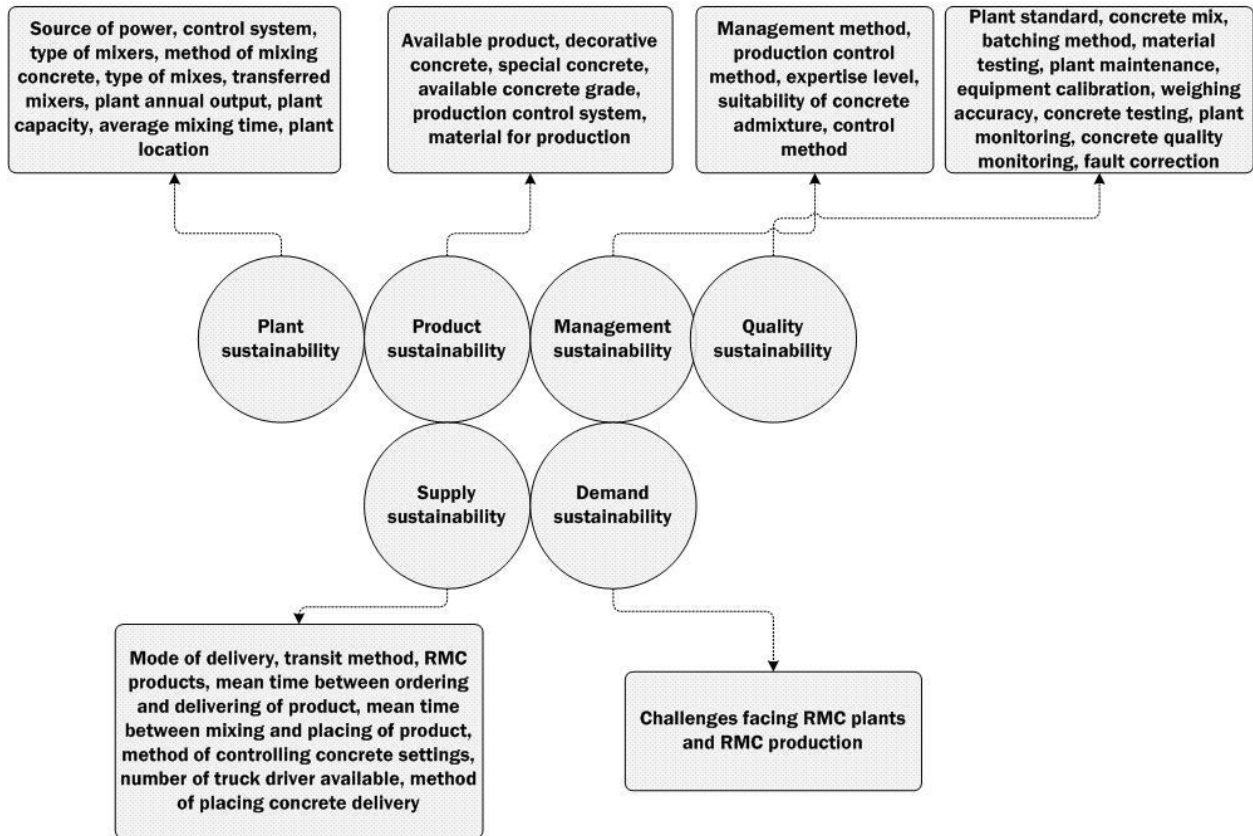 Source of power, control system,
type of mixers, method of mixing
concrete, type of mixes, transferred
mixers, plant annual output, plant
capacity, average mixing time, plant
location
Available product, decorative
concrete, special concrete,
available concrete grade,
production control system,
material for production
Management method,
production control
method, expertise level,
suitability of concrete
admixture, control
method
Plant standard, concrete mix,
batching method, material
testing, plant maintenance,
equipment calibration, weighing
accuracy, concrete testing, plant
monitoring, concrete quality
monitoring, fault correction
Plant
sustainability
Product
sustainability
Management
sustainability
Quality
sustainability
Supply
sustainability
Demand
sustainability
Mode of delivery, transit method, RMC
products, mean time between ordering
and delivering of product, mean time
between mixing and placing of product,
method of controlling concrete settings,
number of truck driver available, method
of placing concrete delivery
Challenges facing RMC plants
and RMC production